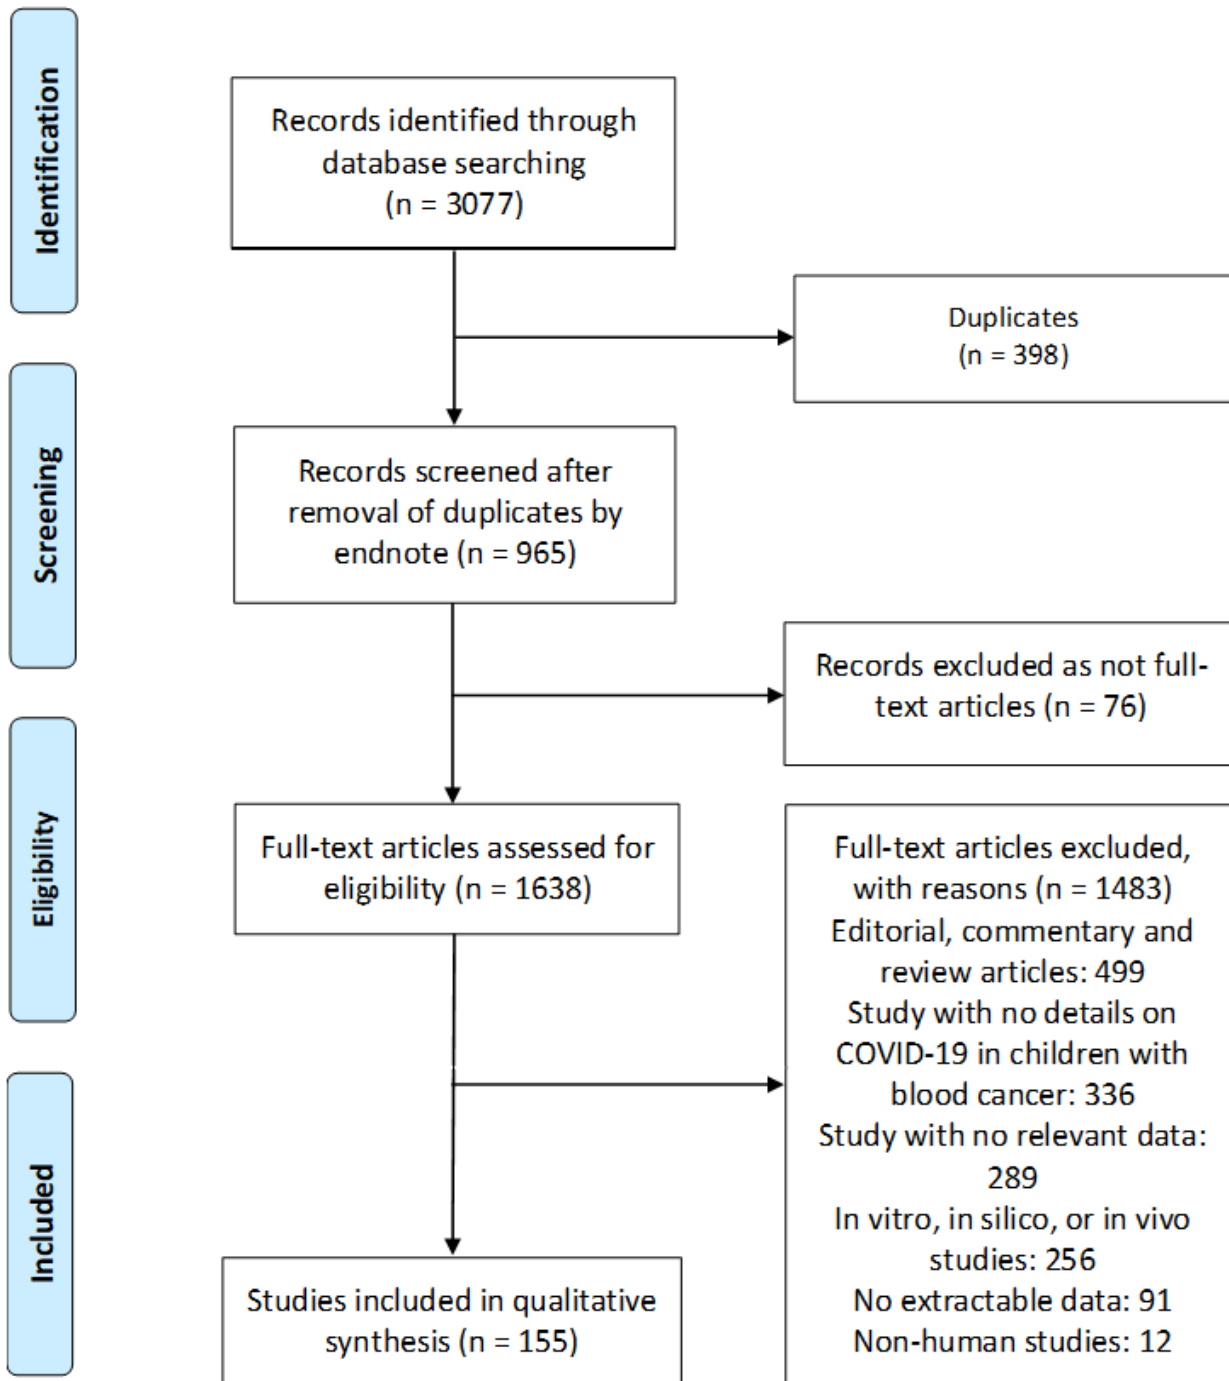 Identification
Records identified through
database searching
(n = 3077)
Duplicates
(n = 398)
Screening
Records screened after
removal of duplicates by
endnote (n = 965)
Records excluded as not full-
text articles (n = 76)
Eligibility
Full-text articles assessed for
eligibility (n = 1638)
Full-text articles excluded,
with reasons (n = 1483)
Editorial, commentary and
review articles: 499
Study with no details on
COVID-19 in children with
blood cancer: 336
Study with no relevant data:
289
In vitro, in silico, or in vivo
studies: 256
No extractable data: 91
Non-human studies: 12
Included
Studies included in qualitative
synthesis (n = 155)